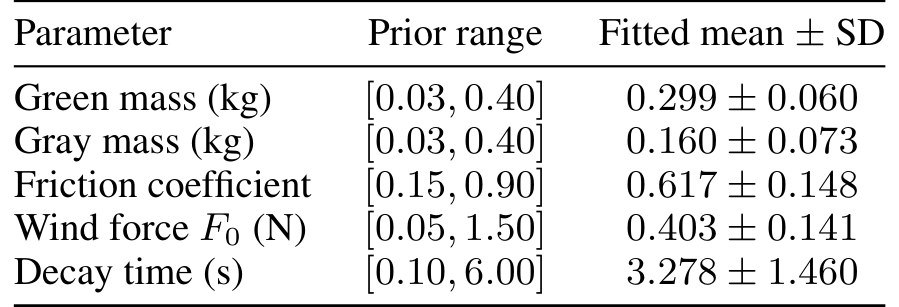 Parameter Prior range Fitted mean ± SD
Green mass (kg) [0.03, 0.40] 0.299 ± 0.060
Gray mass (kg) [0.03, 0.40] 0.160 ± 0.073
Friction coefficient [0.15, 0.90] 0.617 ± 0.148
Wind force F₀ (N) [0.05, 1.50] 0.403 ± 0.141
Decay time (s) [0.10, 6.00] 3.278 ± 1.460